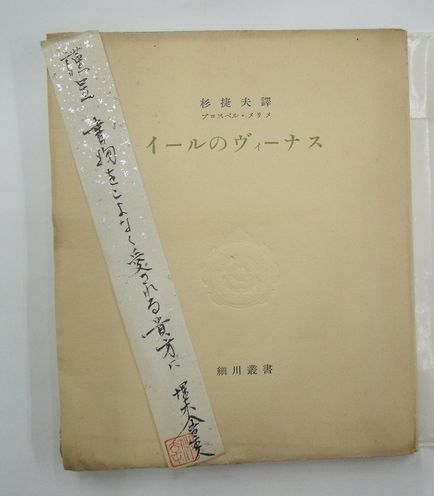 杉捷夫譯
プロスペル・メリメ
イールのヴィーナス
細川叢書
謹呈 書物をこよなく愛される貴方に